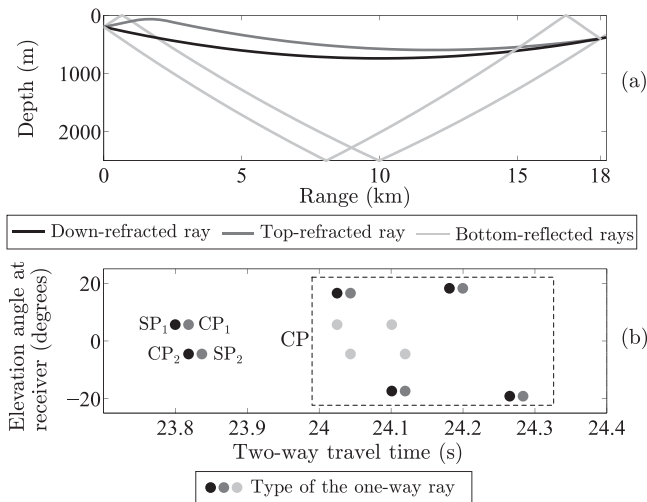 0
1000
2000
Depth (m)
(a)
0 5 10 15 18.2
Range (km)
Down-refracted ray Top-refracted ray Bottom-reflected rays
20
0
−20
Elevation angle at
receiver (degrees)
SP1 CP1
CP2 SP2
CP
(b)
23.8 23.9 24 24.1 24.2 24.3 24.4
Two-way travel time (s)
Type of the one-way ray